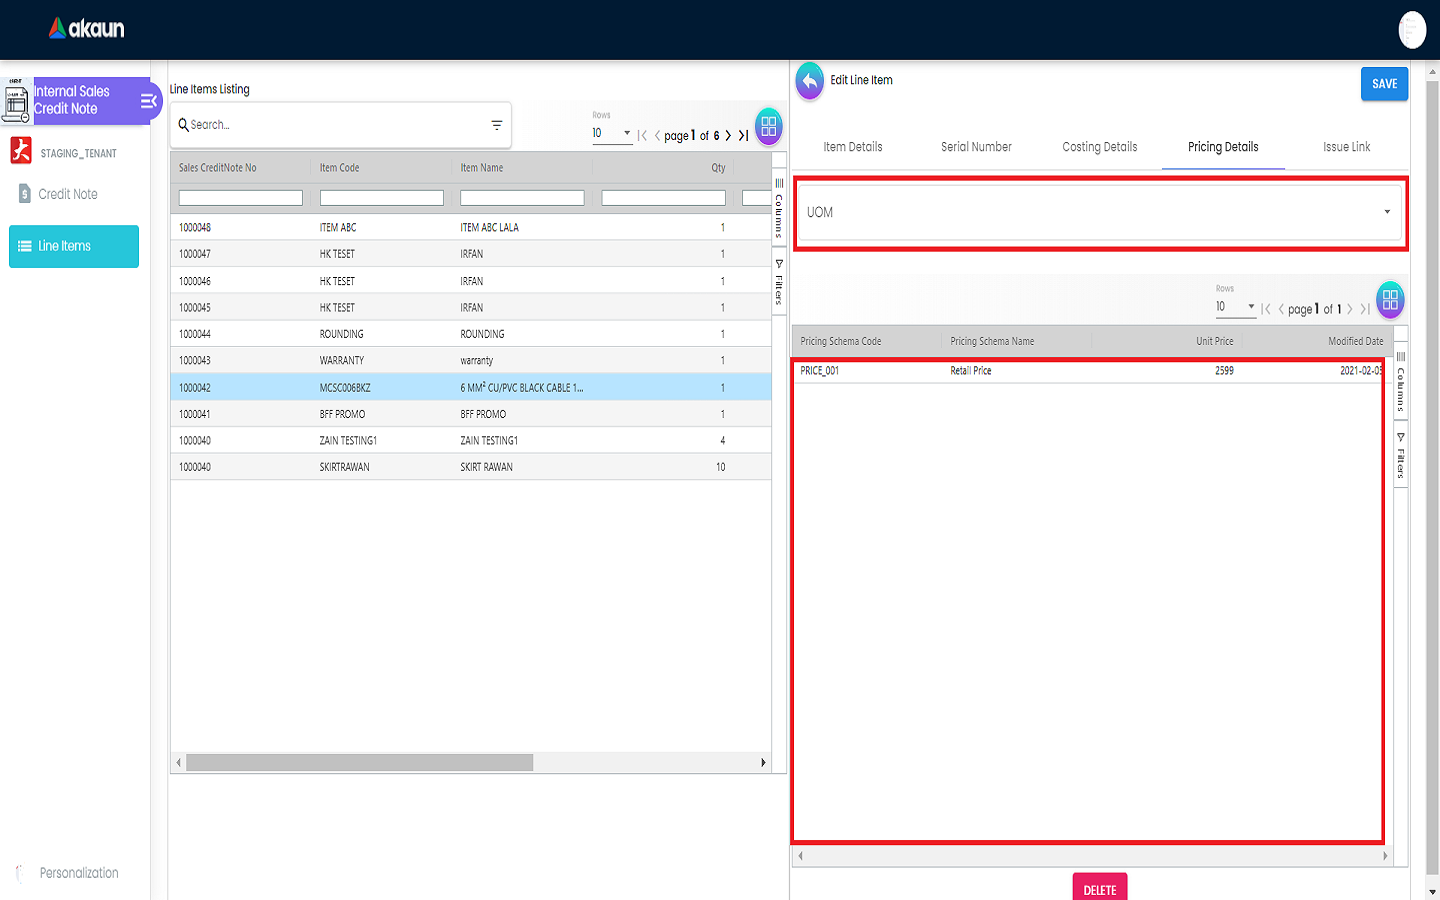 akaun
Internal Sales
Credit Note
STAGING_TENANT
Credit Note
Line Items
Personalization
Line Items Listing
Search...
Rows
10
page 1 of 6
Sales CreditNote No Item Code Item Name Qty
1000048 ITEM ABC ITEM ABC LALA 1
1000047 HK TESET IRFAN 1
1000046 HK TESET IRFAN 1
1000045 HK TESET IRFAN 1
1000044 ROUNDING ROUNDING 1
1000043 WARRANTY warranty 1
1000042 MCSC006BKZ 6 MM² CU/PVC BLACK CABLE 1... 1
1000041 BFF PROMO BFF PROMO 1
1000040 ZAIN TESTING1 ZAIN TESTING1 4
1000040 SKIRTRAWAN SKIRT RAWAN 10
Columns
Filters
Edit Line Item
SAVE
Item Details Serial Number Costing Details Pricing Details Issue Link
UOM
Rows
10
page 1 of 1
Pricing Schema Code Pricing Schema Name Unit Price Modified Date
PRICE_001 Retail Price 2599 2021-02-03
Columns
Filters
DELETE